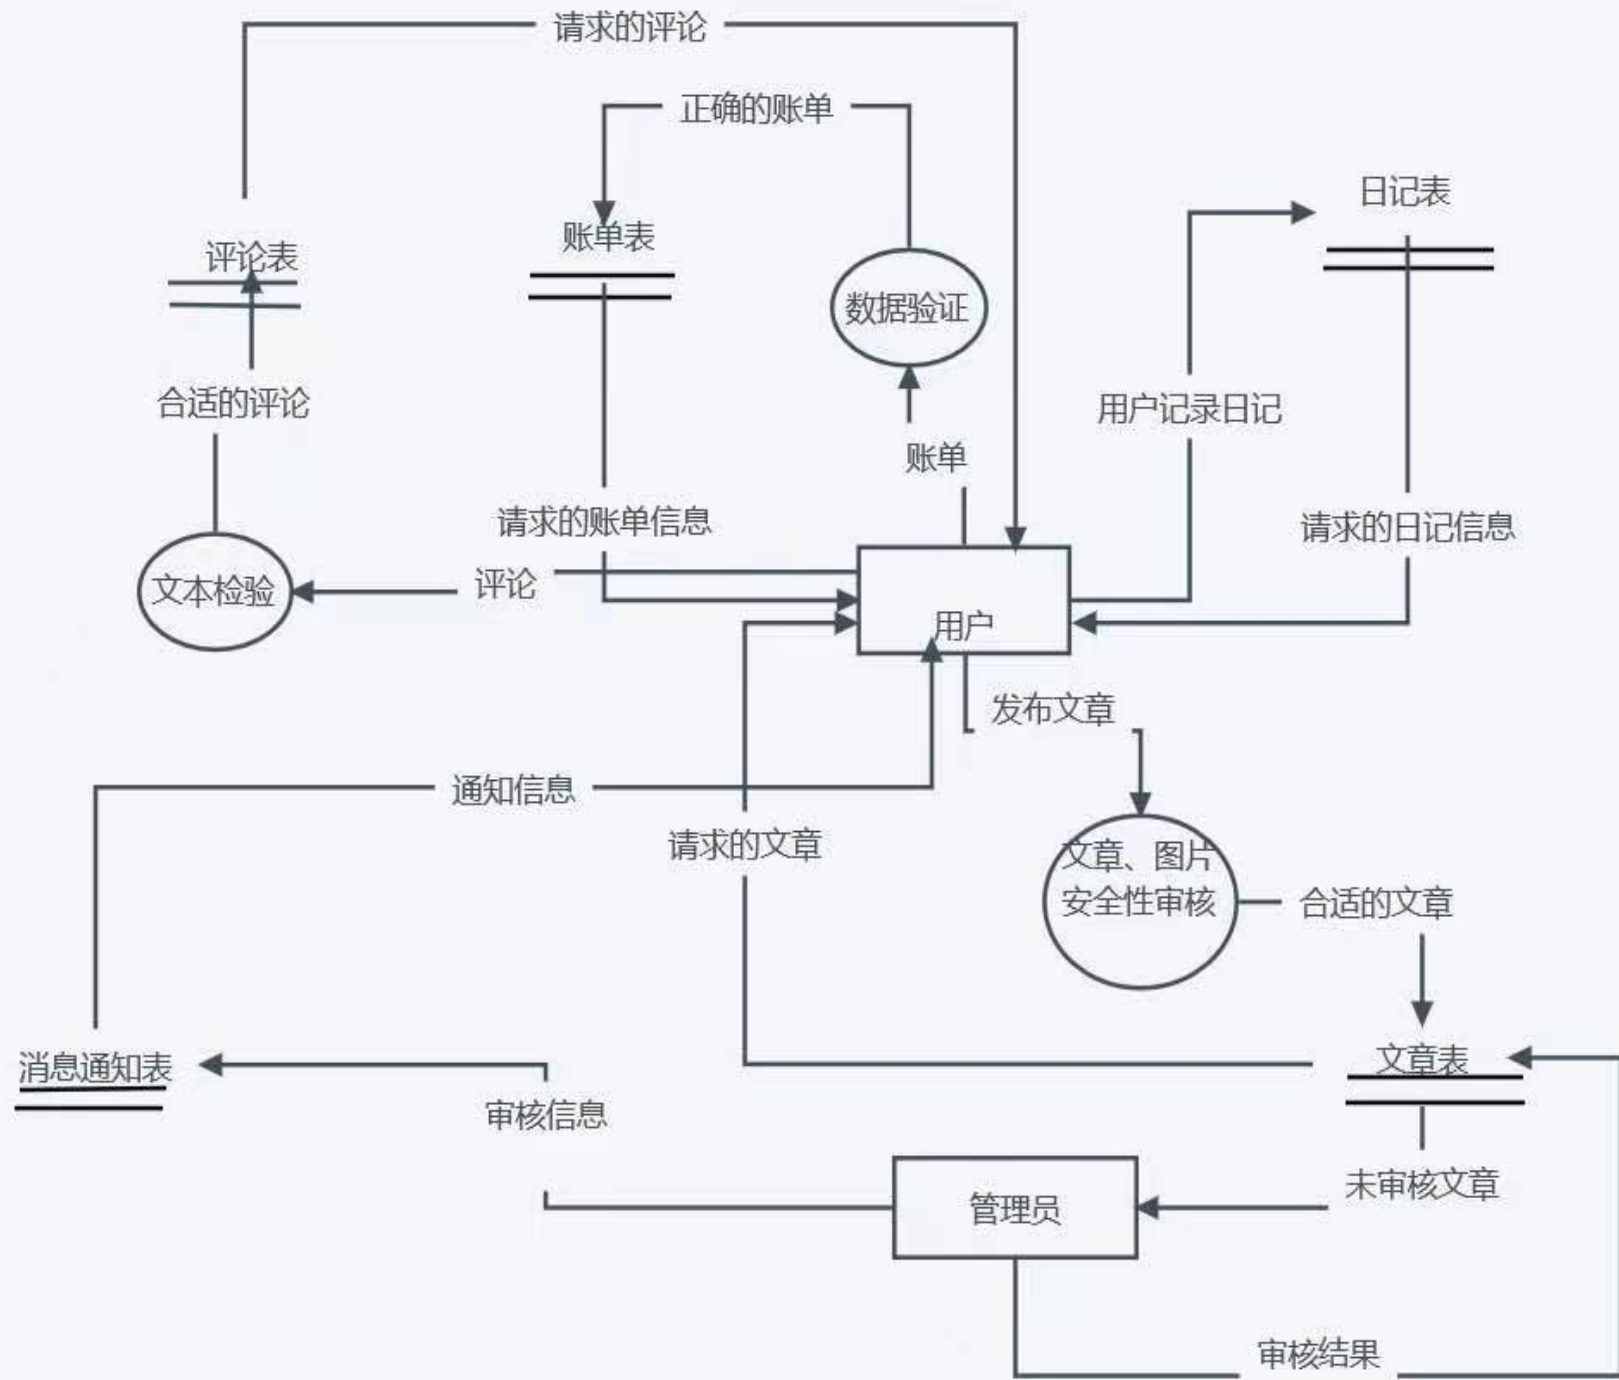 请求的评论
正确的账单
日记表
账单表
评论表
数据验证
合适的评论
用户记录日记
账单
请求的账单信息
请求的日记信息
评论
文本检验
用户
发布文章
通知信息
请求的文章
文章、图片
安全性审核
合适的文章
文章表
消息通知表
审核信息
未审核文章
管理员
审核结果